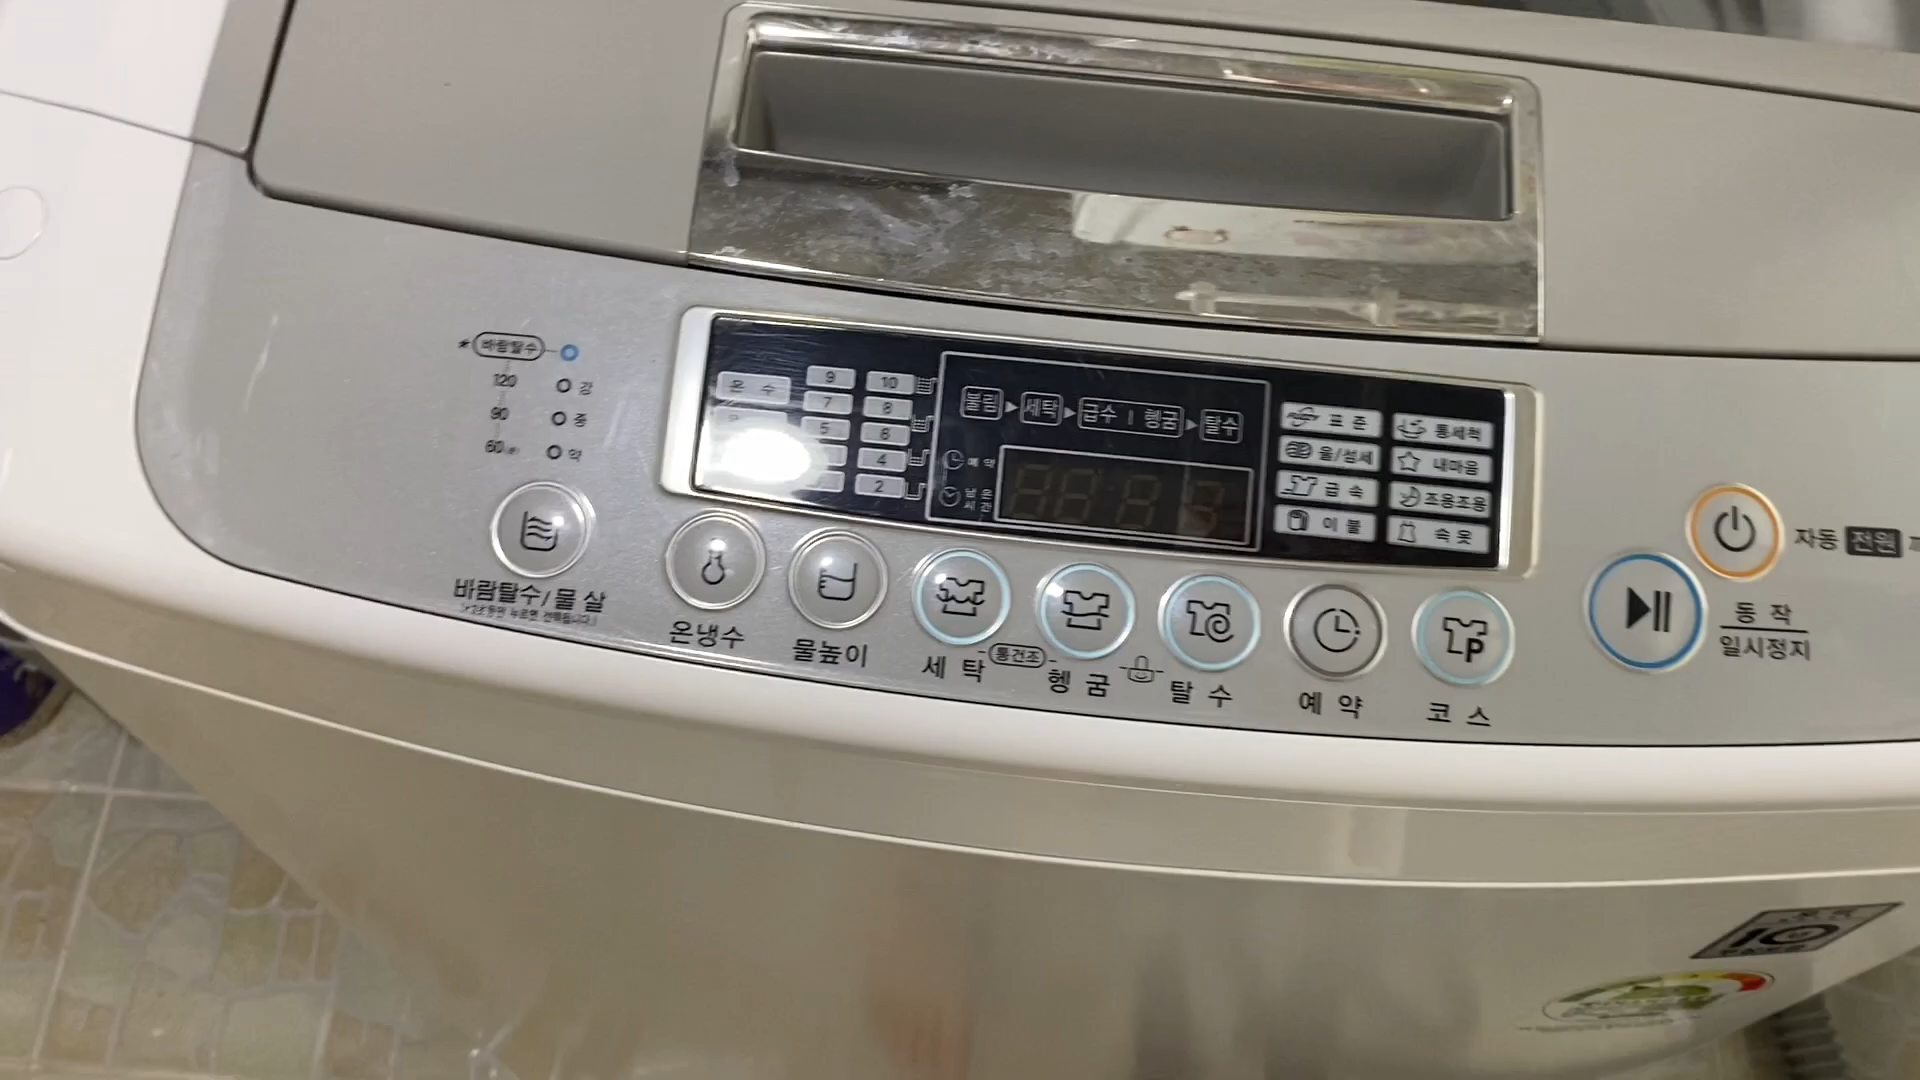 * 바람탈수
120 강
90 중
60(분) 약
바람탈수/물 살
온 수
9 10
7 8
5 6
4
2
불림 세탁 급수 | 헹굼 탈수
예 약
남 은
시 간
표 준 통세척
울/섬세 내마음
급 속 조용조용
이 불 속 옷
온냉수
물높이
세 탁
통건조
헹 굼
탈 수
예 약
코 스
자동 전원
동 작
일시정지
10